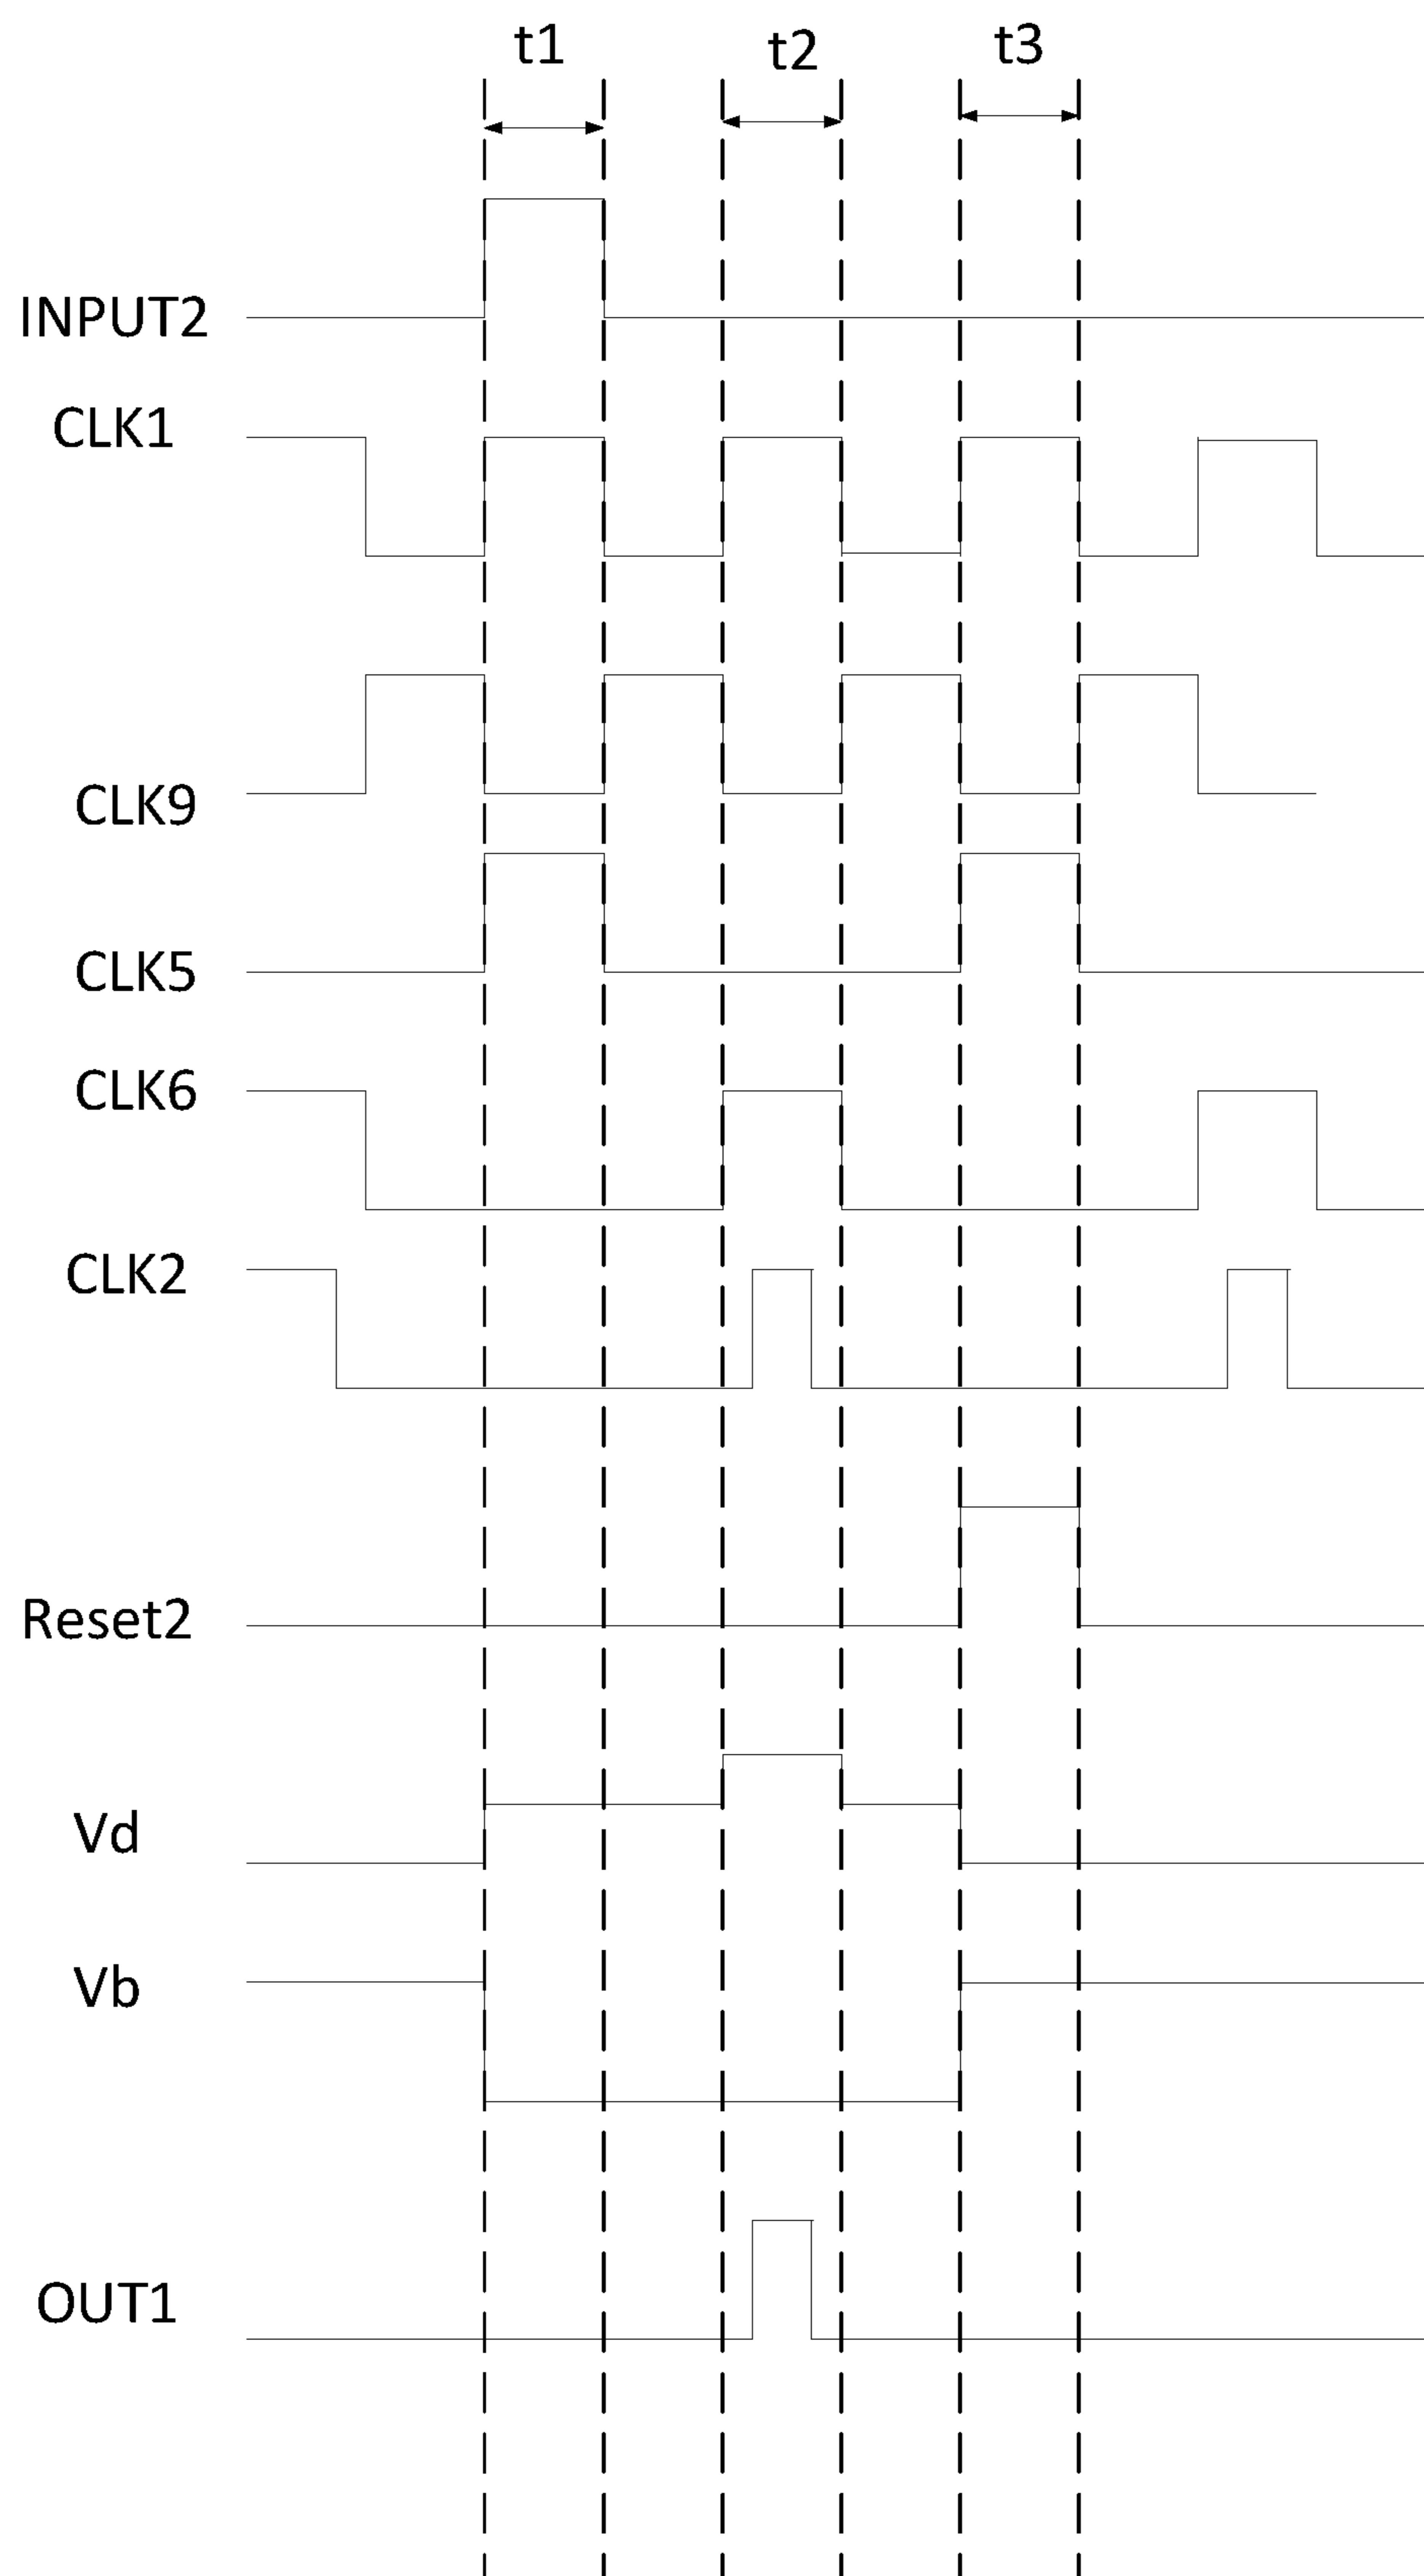 t1
t2
t3
INPUT2
CLK1
CLK9
CLK5
CLK6
CLK2
Reset2
Vd
Vb
OUT1